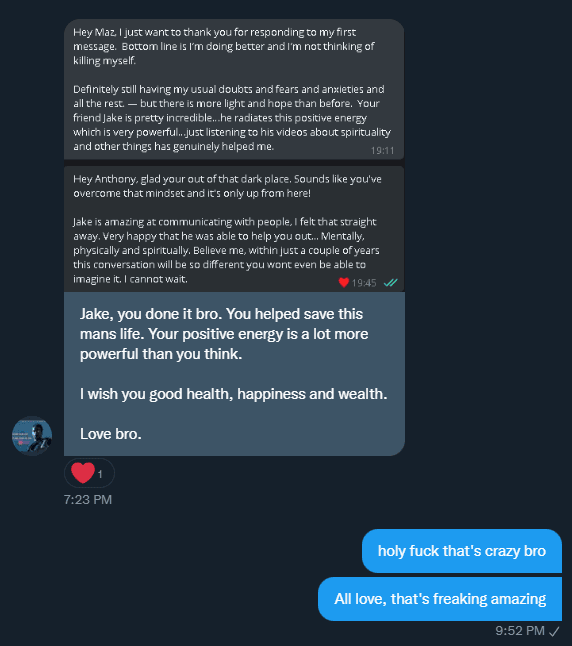 Hey Maz, I just want to thank you for responding to my first
message.  Bottom line is I'm doing better and I'm not thinking of
killing myself.
Definitely still having my usual doubts and fears and anxieties and
all the rest. — but there is more light and hope than before.  Your
friend Jake is pretty incredible...he radiates this positive energy
which is very powerful...just listening to his videos about spirituality
and other things has genuinely helped me.
19:11
Hey Anthony, glad your out of that dark place. Sounds like you've
overcome that mindset and it's only up from here!
Jake is amazing at communicating with people, I felt that straight
away. Very happy that he was able to help you out... Mentally,
physically and spiritually. Believe me, within just a couple of years
this conversation will be so different you wont even be able to
imagine it. I cannot wait.
19:45
Jake, you done it bro. You helped save this
mans life. Your positive energy is a lot more
powerful than you think.
I wish you good health, happiness and wealth.
Love bro.
1
7:23 PM
holy fuck that's crazy bro
All love, that's freaking amazing
9:52 PM